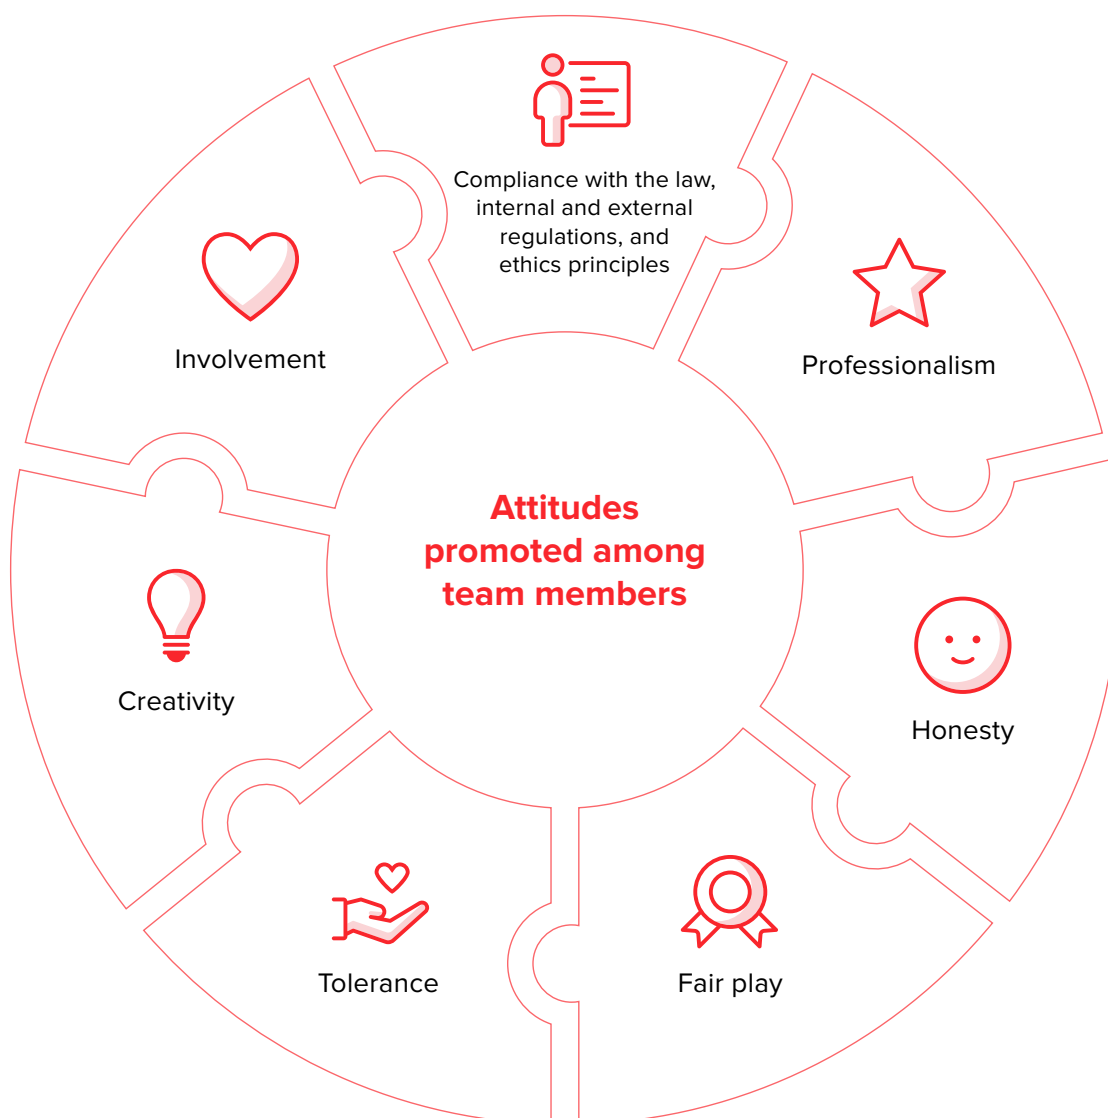 Compliance with the law,
internal and external
regulations, and
ethics principles
Professionalism
Honesty
Fair play
Tolerance
Creativity
Involvement
Attitudes
promoted among
team members